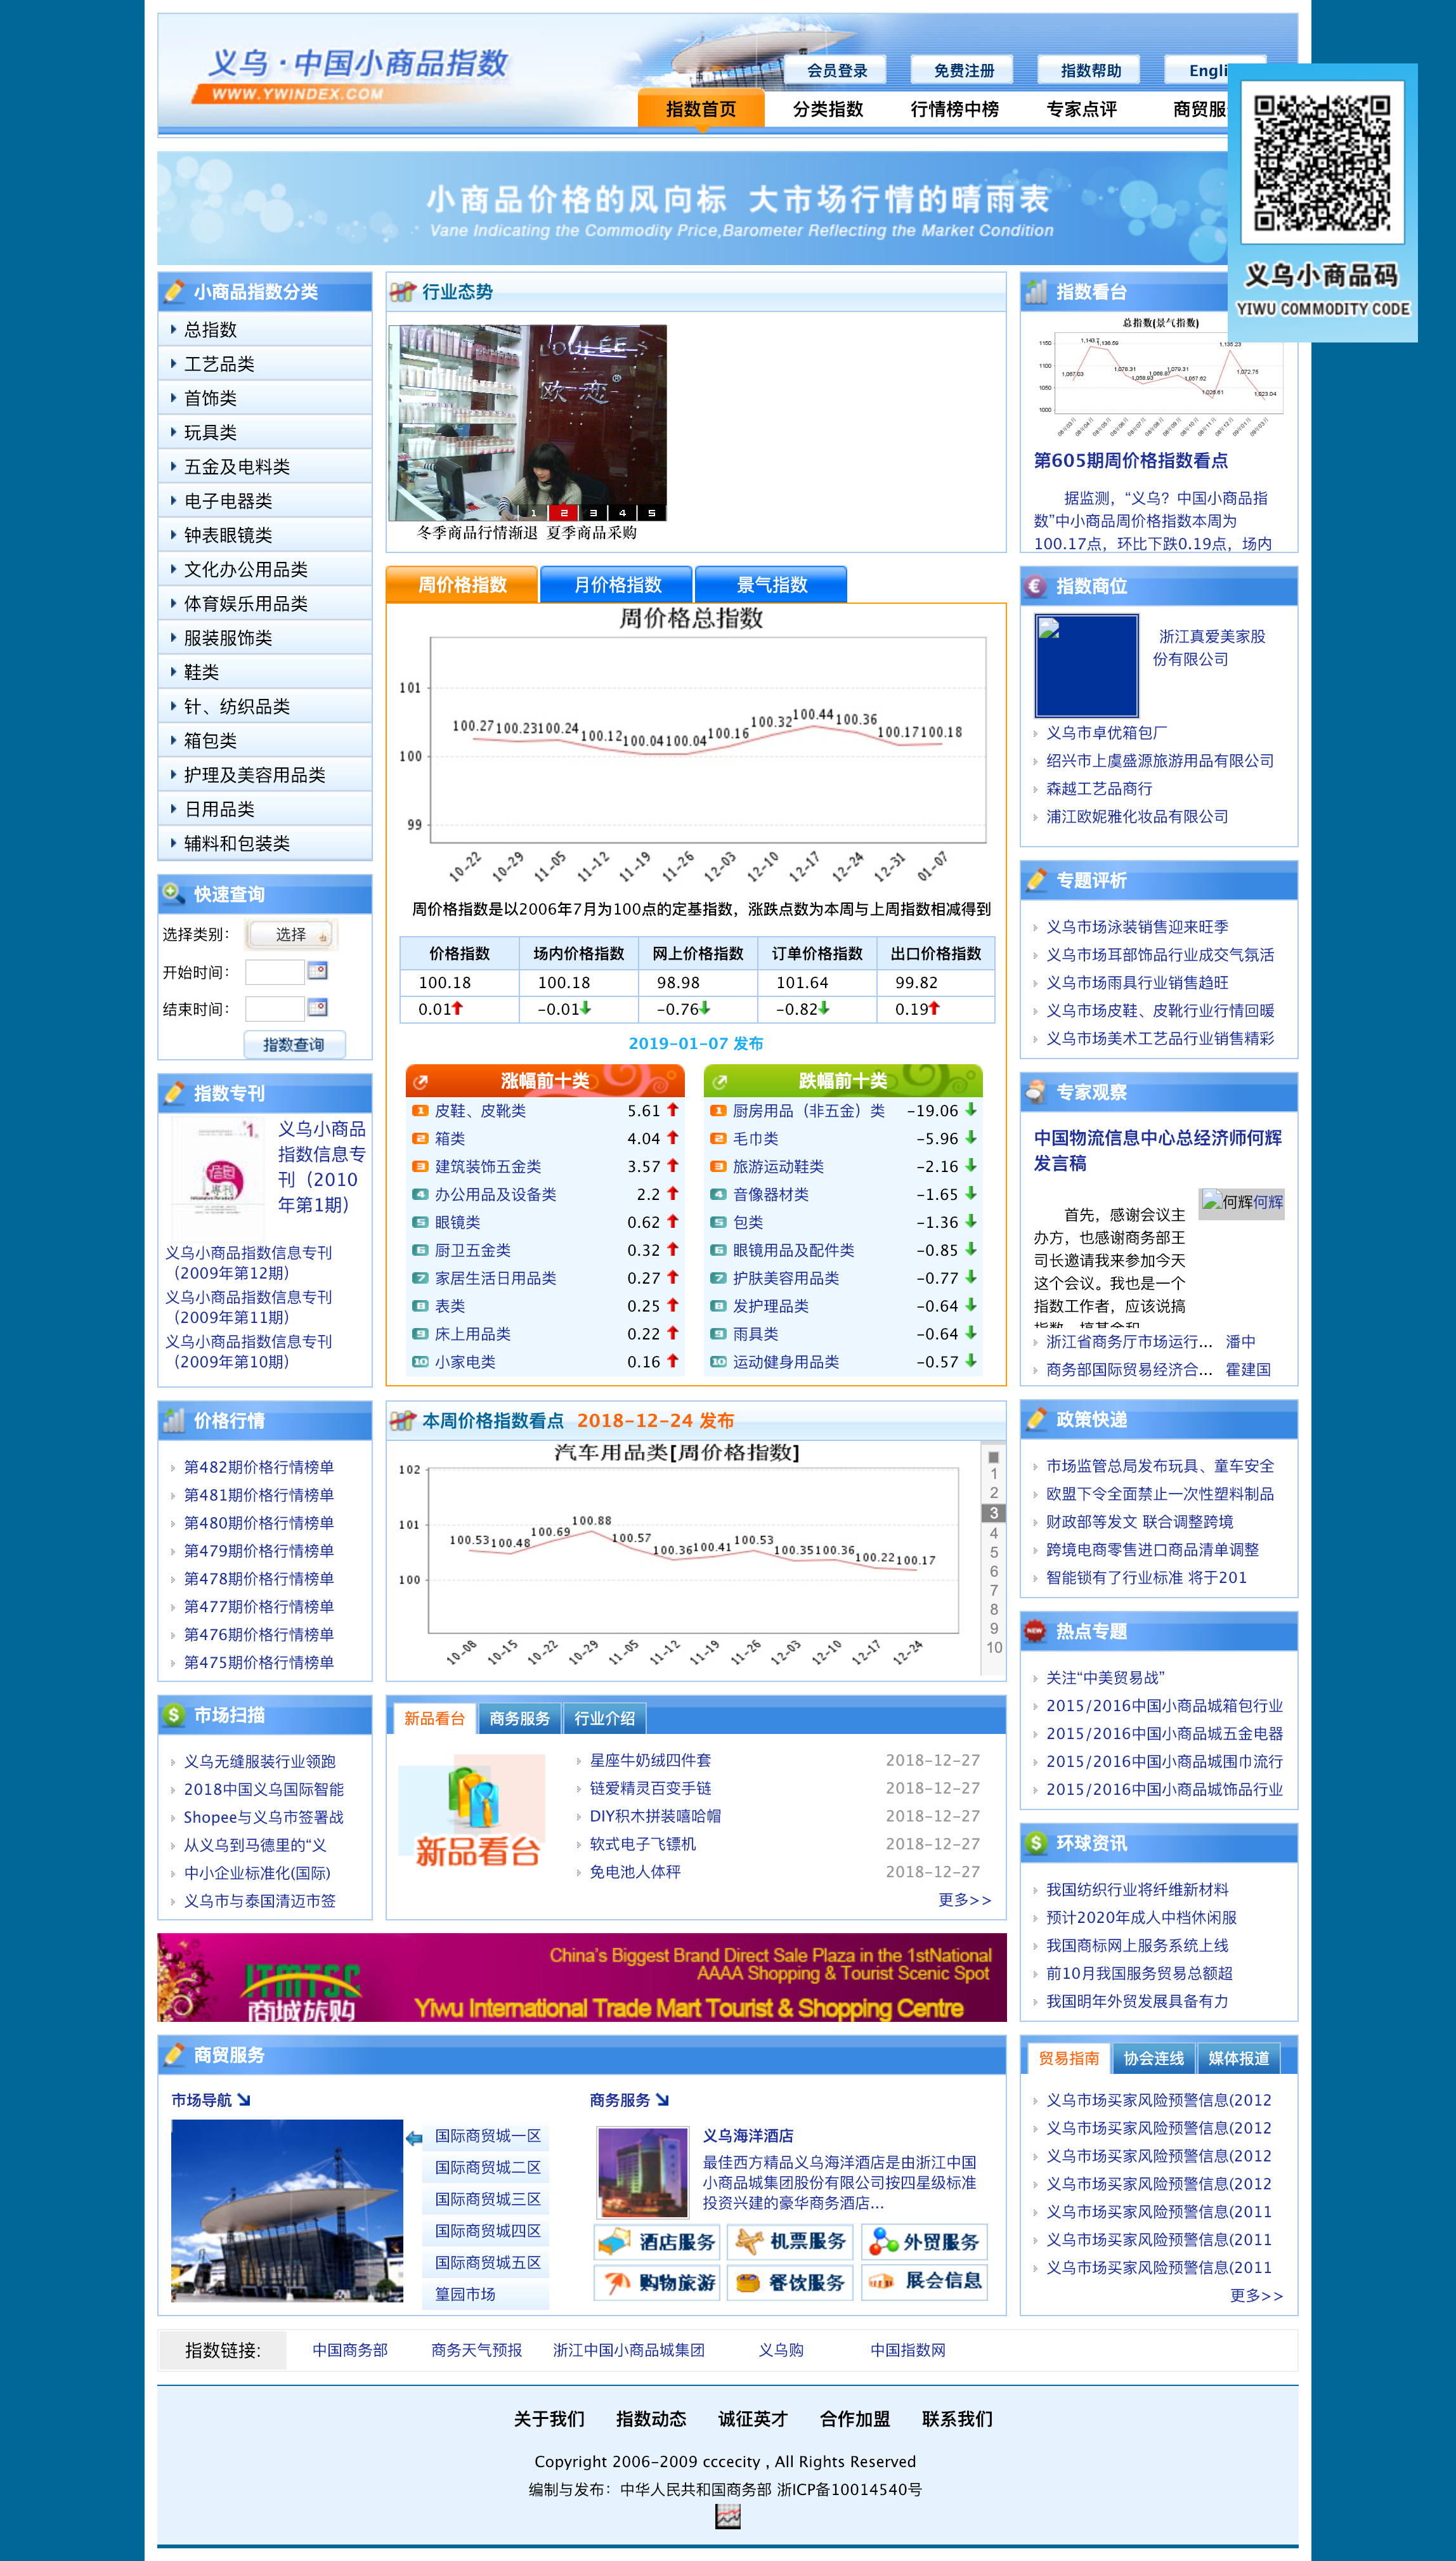 义乌·中国小商品指数
WWW.YWINDEX.COM
会员登录
免费注册
指数帮助
Engli
指数首页
分类指数
行情榜中榜
专家点评
商贸服
义乌小商品码
YIWU COMMODITY CODE
小商品价格的风向标 大市场行情的晴雨表
Vane Indicating the Commodity Price,Barometer Reflecting the Market Condition
小商品指数分类
总指数
工艺品类
首饰类
玩具类
五金及电料类
电子电器类
钟表眼镜类
文化办公用品类
体育娱乐用品类
服装服饰类
鞋类
针、纺织品类
箱包类
护理及美容用品类
日用品类
辅料和包装类
快速查询
选择类别：
选择
开始时间：
结束时间：
指数查询
指数专刊
义乌小商品
指数信息专
刊（2010
年第1期）
义乌小商品指数信息专刊
（2009年第12期）
义乌小商品指数信息专刊
（2009年第11期）
义乌小商品指数信息专刊
（2009年第10期）
价格行情
第482期价格行情榜单
第481期价格行情榜单
第480期价格行情榜单
第479期价格行情榜单
第478期价格行情榜单
第477期价格行情榜单
第476期价格行情榜单
第475期价格行情榜单
市场扫描
义乌无缝服装行业领跑
2018中国义乌国际智能
Shopee与义乌市签署战
从义乌到马德里的“义
中小企业标准化(国际)
义乌市与泰国清迈市签
行业态势
LOULEE
欧恋®
1 2 3 4 5
冬季商品行情渐退 夏季商品采购
周价格指数
月价格指数
景气指数
周价格总指数
101
100
99
100.27 100.23 100.24 100.12 100.04 100.04 100.16 100.32 100.44 100.36 100.17 100.18
10-22 10-29 11-05 11-12 11-19 11-26 12-03 12-10 12-17 12-24 12-31 01-07
周价格指数是以2006年7月为100点的定基指数，涨跌点数为本周与上周指数相减得到
价格指数 场内价格指数 网上价格指数 订单价格指数 出口价格指数
100.18 100.18 98.98 101.64 99.82
0.01 -0.01 -0.76 -0.82 0.19
2019-01-07 发布
涨幅前十类
1 皮鞋、皮靴类 5.61
2 箱类 4.04
3 建筑装饰五金类 3.57
4 办公用品及设备类 2.2
5 眼镜类 0.62
6 厨卫五金类 0.32
7 家居生活日用品类 0.27
8 表类 0.25
9 床上用品类 0.22
10 小家电类 0.16
跌幅前十类
1 厨房用品（非五金）类 -19.06
2 毛巾类 -5.96
3 旅游运动鞋类 -2.16
4 音像器材类 -1.65
5 包类 -1.36
6 眼镜用品及配件类 -0.85
7 护肤美容用品类 -0.77
8 发护理品类 -0.64
9 雨具类 -0.64
10 运动健身用品类 -0.57
本周价格指数看点 2018-12-24 发布
汽车用品类[周价格指数]
102
101
100
100.53 100.48 100.69 100.88 100.57 100.36 100.41 100.53 100.35 100.36 100.22 100.17
10-08 10-15 10-22 10-29 11-05 11-12 11-19 11-26 12-03 12-10 12-17 12-24
1
2
3
4
5
6
7
8
9
10
新品看台
商务服务
行业介绍
新品看台
星座牛奶绒四件套 2018-12-27
链爱精灵百变手链 2018-12-27
DIY积木拼装嘻哈帽 2018-12-27
软式电子飞镖机 2018-12-27
免电池人体秤 2018-12-27
更多>>
ITMTSC
商城旅购
China's Biggest Brand Direct Sale Plaza in the 1stNational
AAAA Shopping & Tourist Scenic Spot
Yiwu International Trade Mart Tourist & Shopping Centre
商贸服务
市场导航
国际商贸城一区
国际商贸城二区
国际商贸城三区
国际商贸城四区
国际商贸城五区
篁园市场
商务服务
义乌海洋酒店
最佳西方精品义乌海洋酒店是由浙江中国
小商品城集团股份有限公司按四星级标准
投资兴建的豪华商务酒店...
酒店服务
机票服务
外贸服务
购物旅游
餐饮服务
展会信息
指数看台
总指数(景气指数)
1150
1100
1050
1000
第605期周价格指数看点
据监测，“义乌？中国小商品指
数”中小商品周价格指数本周为
100.17点，环比下跌0.19点，场内
指数商位
浙江真爱美家股
份有限公司
义乌市卓优箱包厂
绍兴市上虞盛源旅游用品有限公司
森越工艺品商行
浦江欧妮雅化妆品有限公司
专题评析
义乌市场泳装销售迎来旺季
义乌市场耳部饰品行业成交气氛活
义乌市场雨具行业销售趋旺
义乌市场皮鞋、皮靴行业行情回暖
义乌市场美术工艺品行业销售精彩
专家观察
中国物流信息中心总经济师何辉
发言稿
何辉何辉
首先，感谢会议主
办方，也感谢商务部王
司长邀请我来参加今天
这个会议。我也是一个
指数工作者，应该说搞
浙江省商务厅市场运行... 潘中
商务部国际贸易经济合... 霍建国
政策快递
市场监管总局发布玩具、童车安全
欧盟下令全面禁止一次性塑料制品
财政部等发文 联合调整跨境
跨境电商零售进口商品清单调整
智能锁有了行业标准 将于201
NEW
热点专题
关注“中美贸易战”
2015/2016中国小商品城箱包行业
2015/2016中国小商品城五金电器
2015/2016中国小商品城围巾流行
2015/2016中国小商品城饰品行业
环球资讯
我国纺织行业将纤维新材料
预计2020年成人中档休闲服
我国商标网上服务系统上线
前10月我国服务贸易总额超
我国明年外贸发展具备有力
贸易指南
协会连线
媒体报道
义乌市场买家风险预警信息(2012
义乌市场买家风险预警信息(2012
义乌市场买家风险预警信息(2012
义乌市场买家风险预警信息(2012
义乌市场买家风险预警信息(2011
义乌市场买家风险预警信息(2011
义乌市场买家风险预警信息(2011
更多>>
指数链接:
中国商务部
商务天气预报
浙江中国小商品城集团
义乌购
中国指数网
关于我们 指数动态 诚征英才 合作加盟 联系我们
Copyright 2006-2009 cccecity , All Rights Reserved
编制与发布：中华人民共和国商务部 浙ICP备10014540号